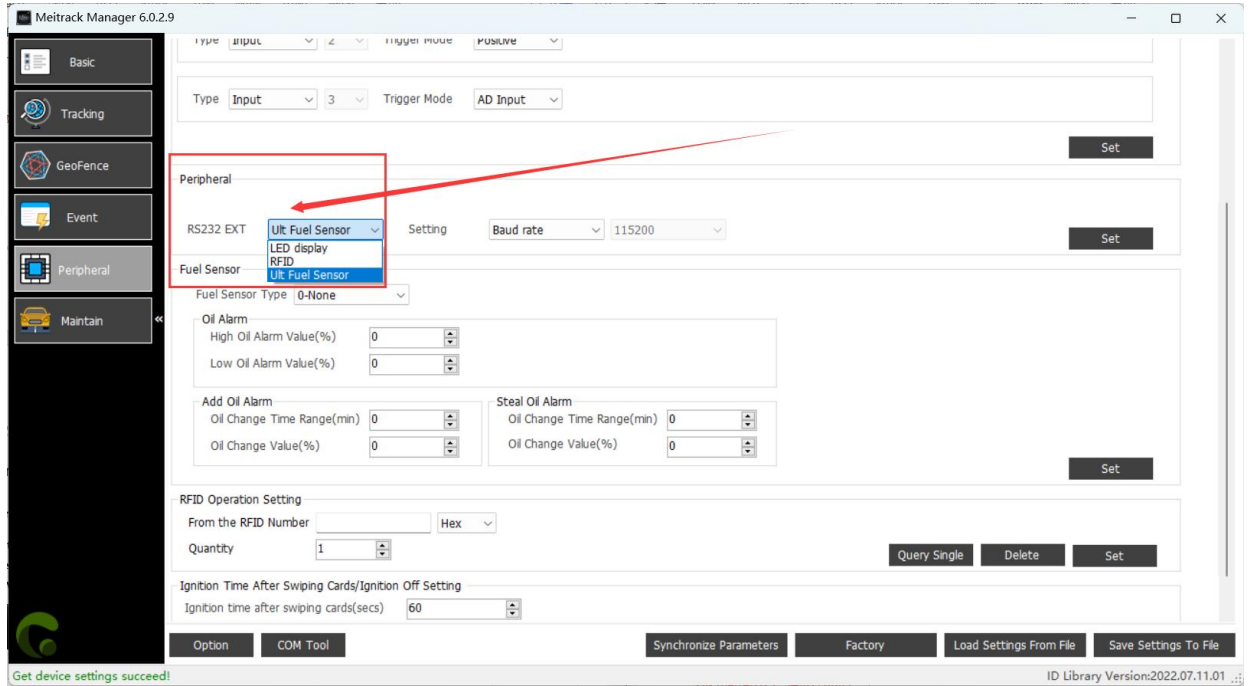 Meitrack Manager 6.0.2.9
Basic
Tracking
GeoFence
Event
Peripheral
Maintain
«
Type Input 2 Trigger Mode Positive
Type Input 3 Trigger Mode AD Input
Set
Peripheral
RS232 EXT Ult Fuel Sensor Setting Baud rate 115200
Set
LED display
RFID
Ult Fuel Sensor
Fuel Sensor
Fuel Sensor Type 0-None
Oil Alarm
High Oil Alarm Value(%) 0
Low Oil Alarm Value(%) 0
Add Oil Alarm
Oil Change Time Range(min) 0
Oil Change Value(%) 0
Steal Oil Alarm
Oil Change Time Range(min) 0
Oil Change Value(%) 0
Set
RFID Operation Setting
From the RFID Number Hex
Quantity 1
Query Single Delete Set
Ignition Time After Swiping Cards/Ignition Off Setting
Ignition time after swiping cards(secs) 60
Option COM Tool Synchronize Parameters Factory Load Settings From File Save Settings To File
Get device settings succeed! ID Library Version:2022.07.11.01